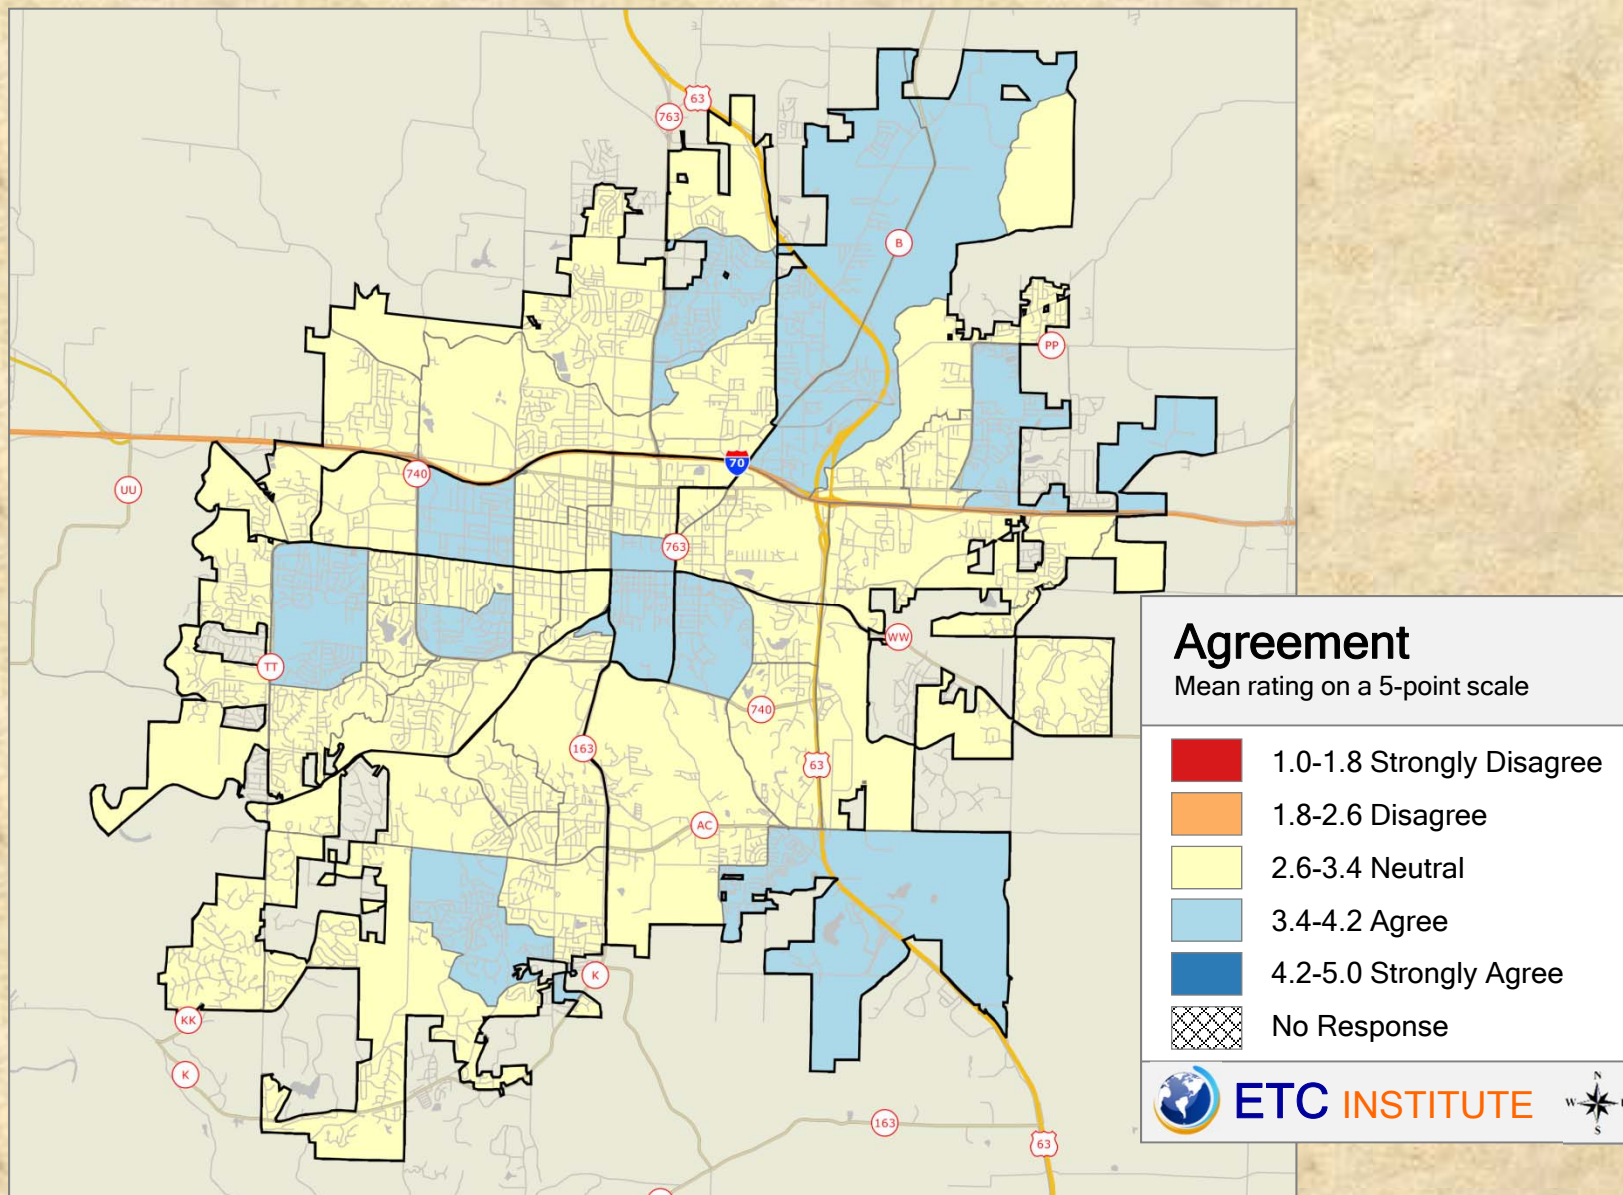 63
763
B
PP
70
740
UU
763
WW
TT
740
163
63
AC
K
KK
K
163
63
Agreement
Mean rating on a 5-point scale
1.0-1.8 Strongly Disagree
1.8-2.6 Disagree
2.6-3.4 Neutral
3.4-4.2 Agree
4.2-5.0 Strongly Agree
No Response
ETC INSTITUTE
N
W
S